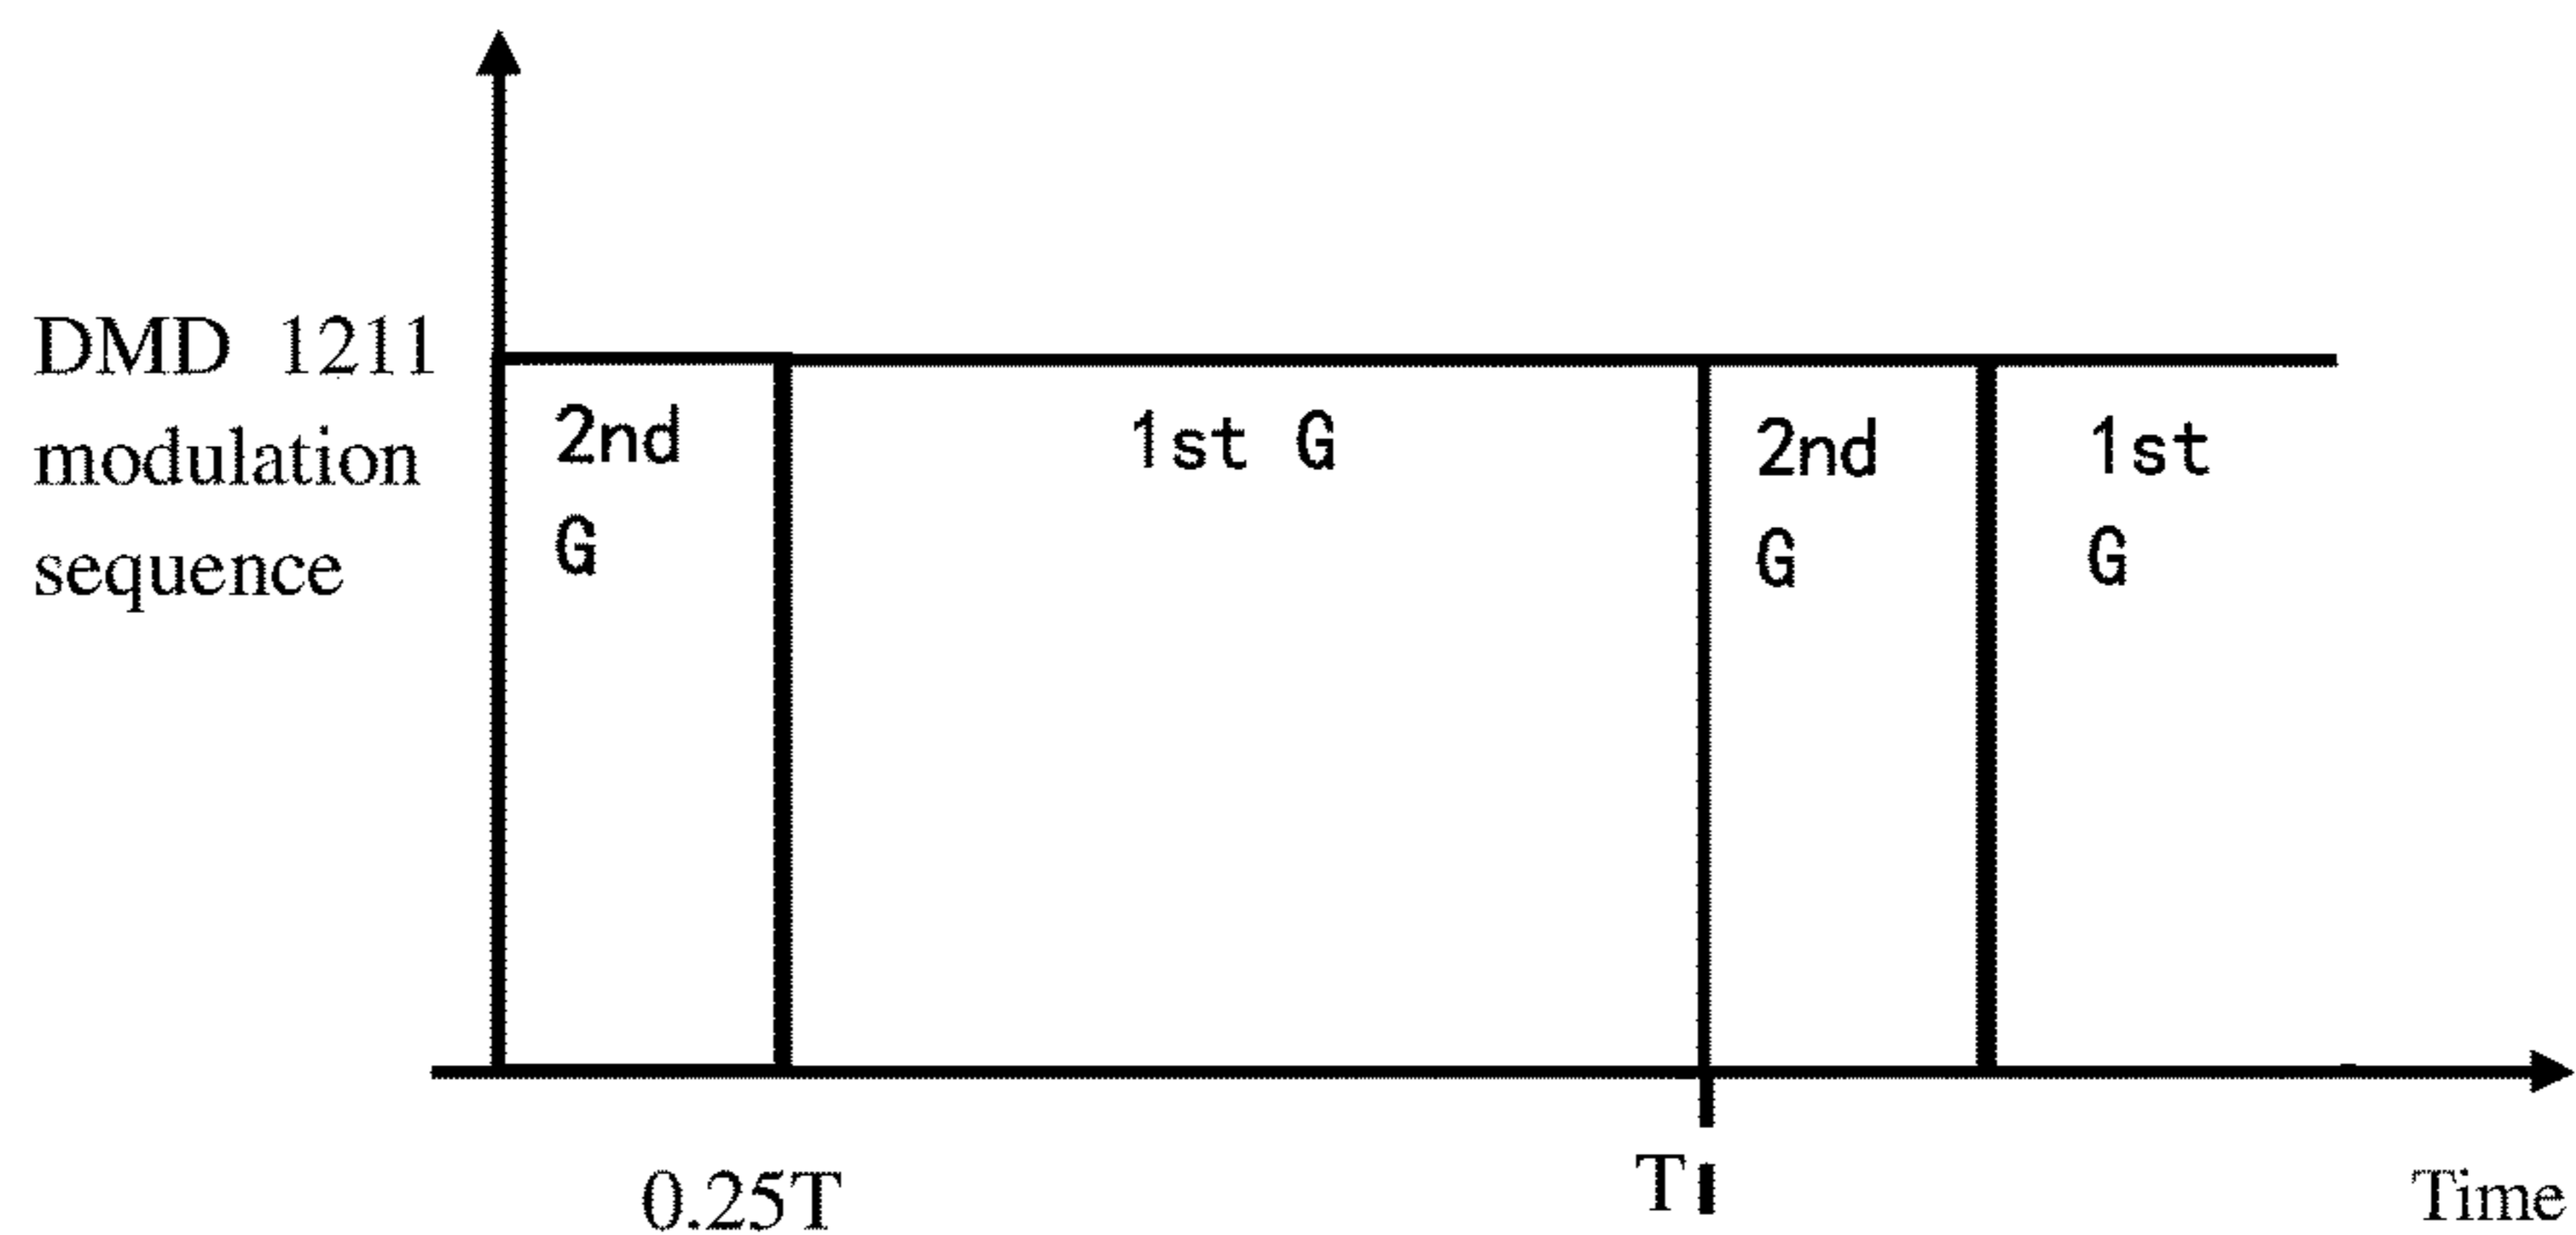 DMD 1211
modulation
sequence
2nd
G
1st G
2nd
G
1st
G
0.25T
T
Time